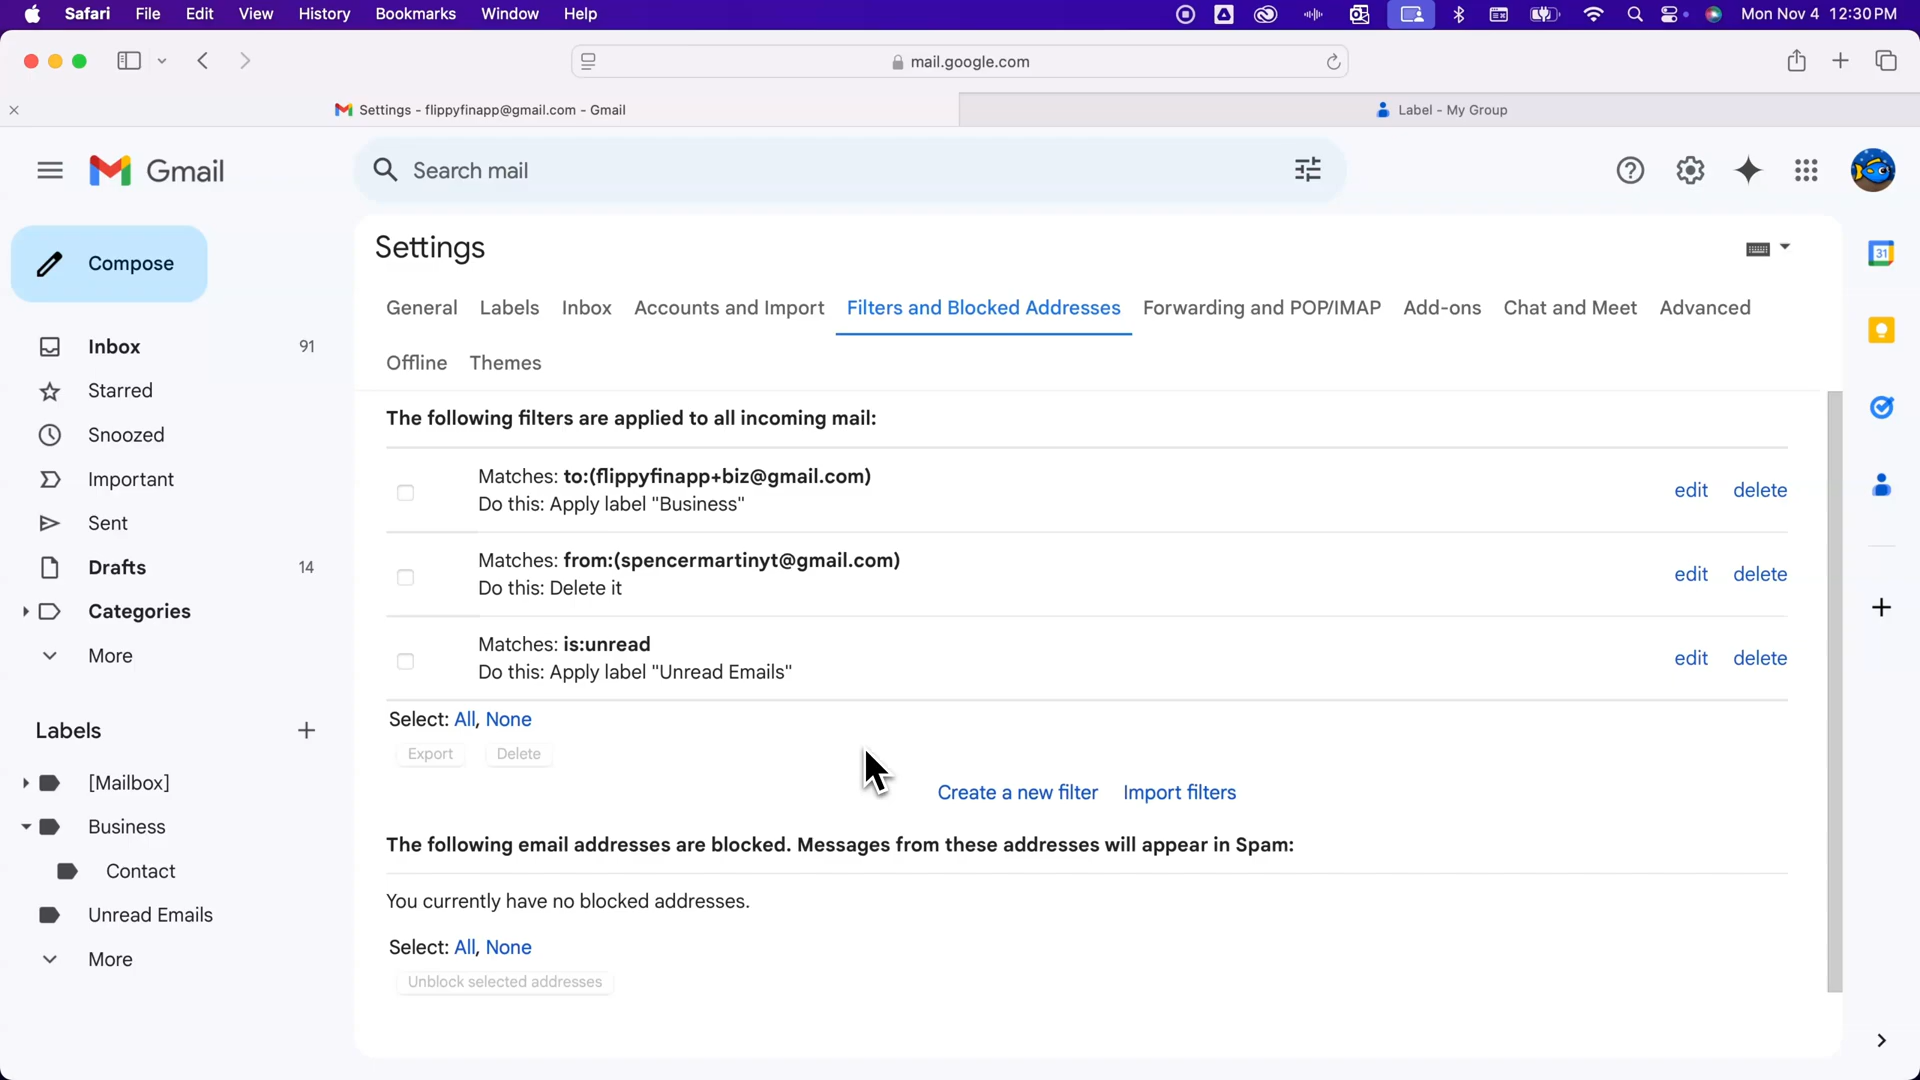 Safari File Edit View History Bookmarks Window Help Mon Nov 4 12:30 PM
mail.google.com
Settings - flippyfinapp@gmail.com - Gmail
Label - My Group
Gmail
Search mail
Compose
Inbox 91
Starred
Snoozed
Important
Sent
Drafts 14
Categories
More
Labels
[Mailbox]
Business
Contact
Unread Emails
More
Settings
General Labels Inbox Accounts and Import Filters and Blocked Addresses Forwarding and POP/IMAP Add-ons Chat and Meet Advanced
Offline Themes
The following filters are applied to all incoming mail:
Matches: to:(flippyfinapp+biz@gmail.com)
Do this: Apply label "Business"
edit delete
Matches: from:(spencermartinyt@gmail.com)
Do this: Delete it
edit delete
Matches: is:unread
Do this: Apply label "Unread Emails"
edit delete
Select: All, None
Export Delete
Create a new filter Import filters
The following email addresses are blocked. Messages from these addresses will appear in Spam:
You currently have no blocked addresses.
Select: All, None
Unblock selected addresses
31